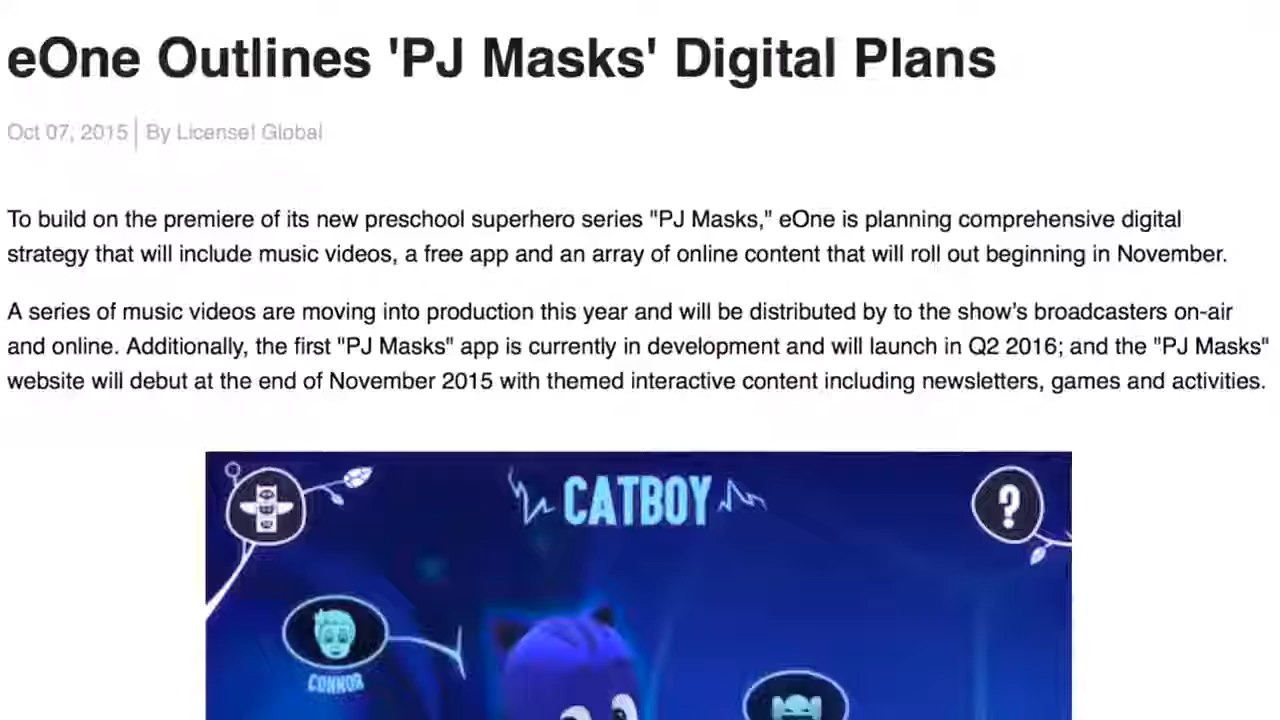 eOne Outlines 'PJ Masks' Digital Plans
Oct 07, 2015 | By License! Global
To build on the premiere of its new preschool superhero series "PJ Masks," eOne is planning comprehensive digital
strategy that will include music videos, a free app and an array of online content that will roll out beginning in November.
A series of music videos are moving into production this year and will be distributed by to the show's broadcasters on-air
and online. Additionally, the first "PJ Masks" app is currently in development and will launch in Q2 2016; and the "PJ Masks"
website will debut at the end of November 2015 with themed interactive content including newsletters, games and activities.
CATBOY
?
CONNOR